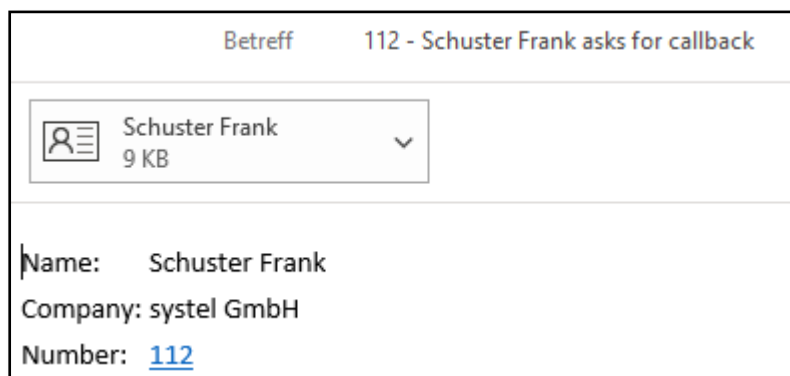 Betreff 112 - Schuster Frank asks for callback
Schuster Frank
9 KB
Name: Schuster Frank
Company: systel GmbH
Number: 112